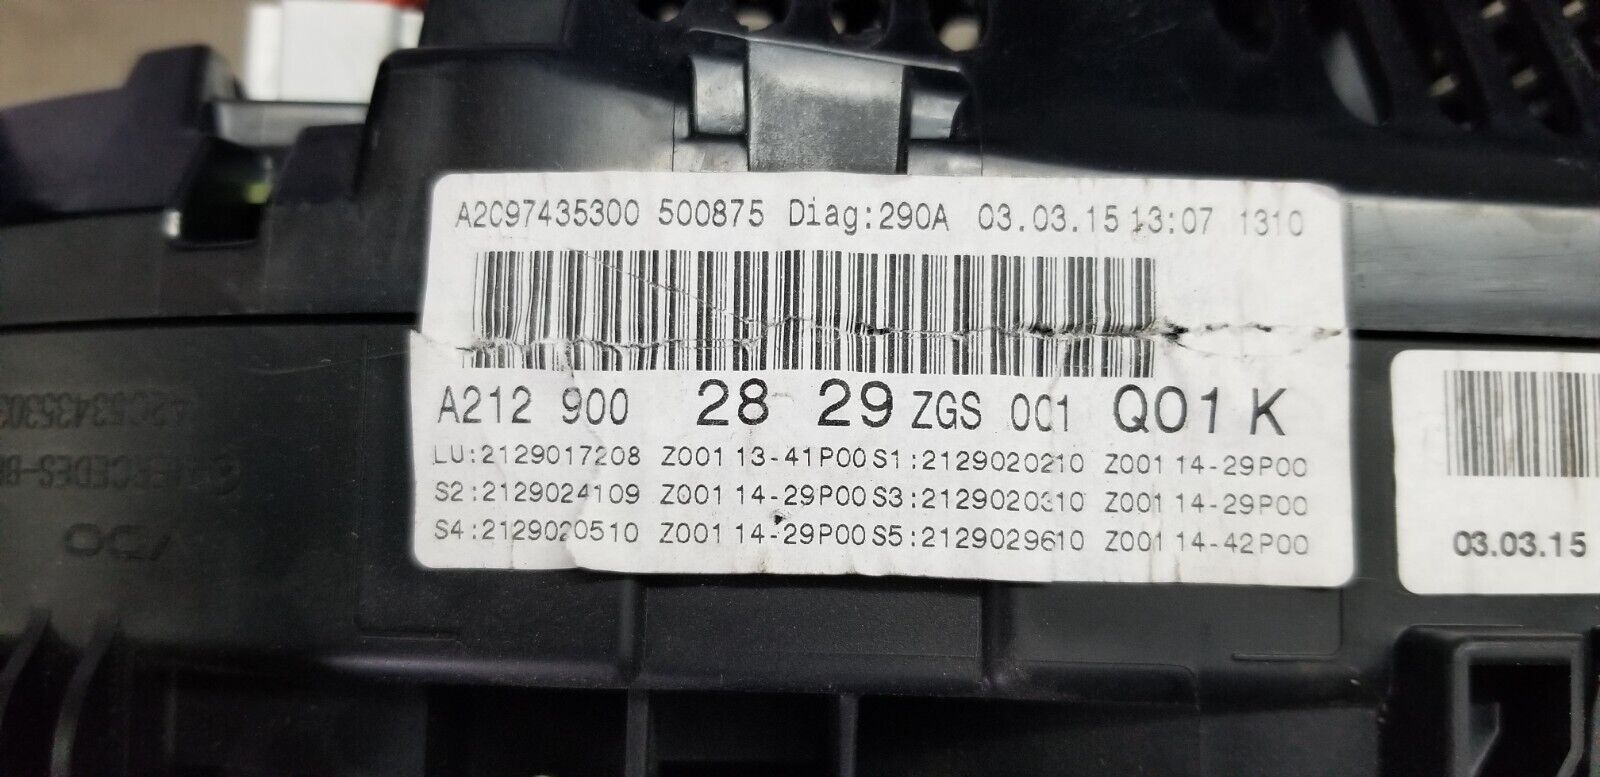 A2C97435300 500875 Diag:290A 03.03.15 13:07 1310
A212 900 28 29 ZGS 001 Q01 K
LU:2129017208 Z001 13-41P00 S1:2129020210 Z001 14-29P00
S2:2129024109 Z001 14-29P00 S3:2129020310 Z001 14-29P00
S4:2129020510 Z001 14-29P00 S5:2129029610 Z001 14-42P00
03.03.15
VDO